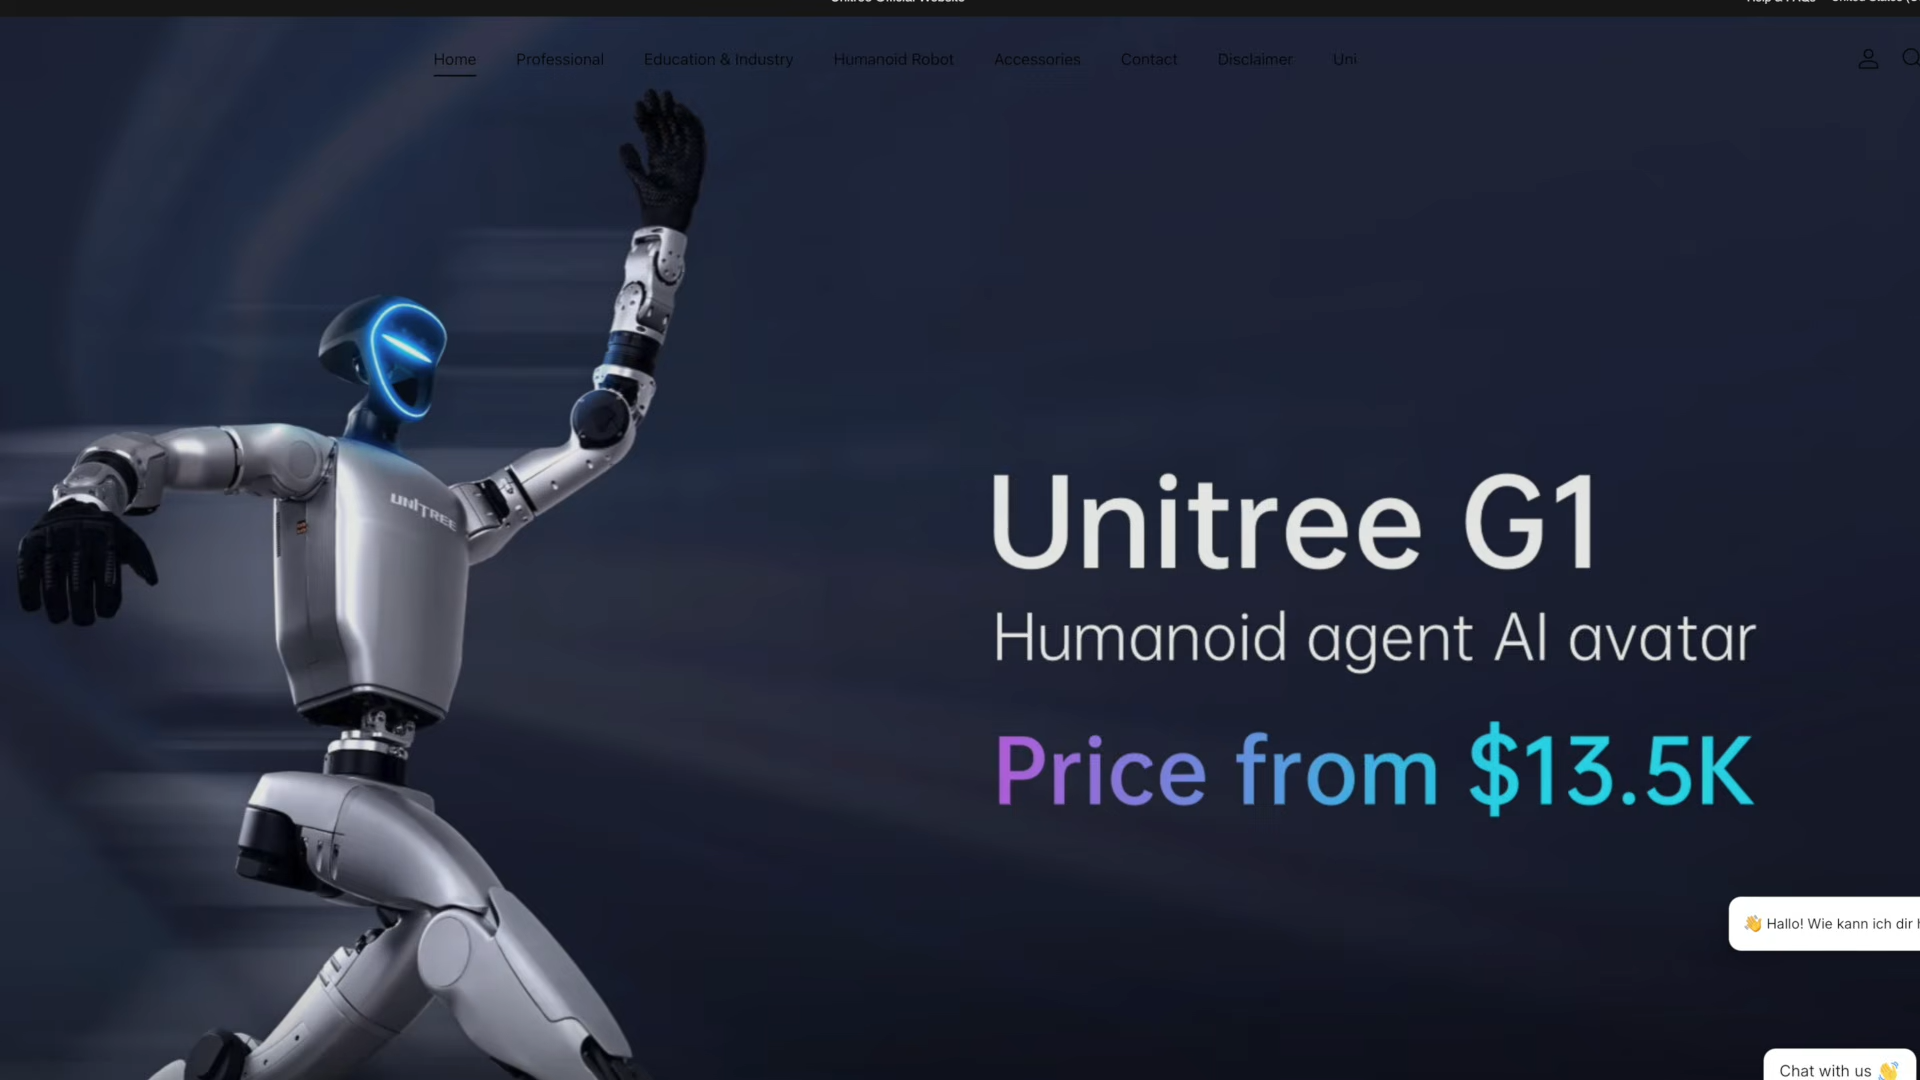 Home Professional Education & Industry Humanoid Robot Accessories Contact Disclaimer Uni
UNITREE
Unitree G1
Humanoid agent AI avatar
Price from $13.5K
👋 Hallo! Wie kann ich dir
Chat with us 👋